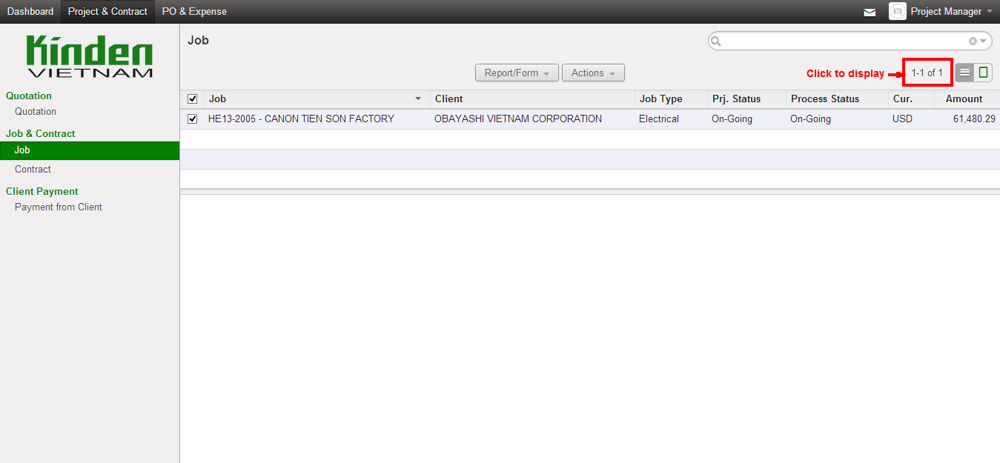 Dashboard Project & Contract PO & Expense Project Manager
Kinden
VIETNAM
Quotation
Quotation
Job & Contract
Job
Contract
Client Payment
Payment from Client
Job
Report/Form Actions Click to display 1-1 of 1
Job Client Job Type Prj. Status Process Status Cur. Amount
HE13-2005 - CANON TIEN SON FACTORY OBAYASHI VIETNAM CORPORATION Electrical On-Going On-Going USD 61,480.29